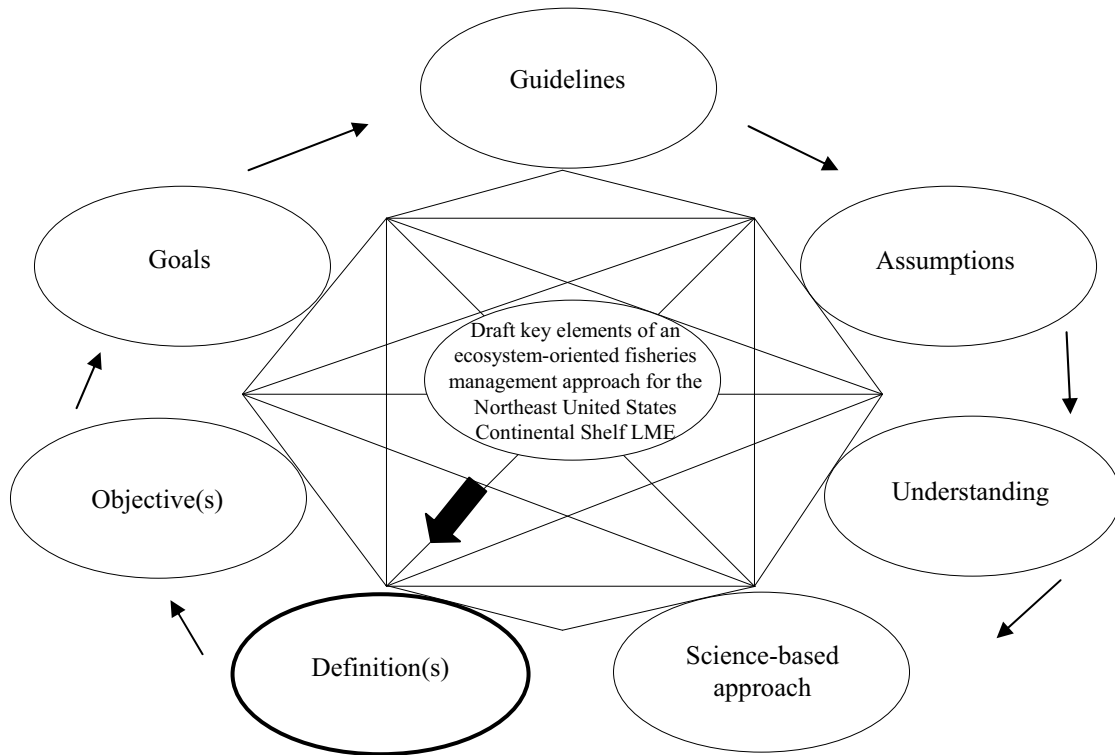 Guidelines
Goals
Assumptions
Draft key elements of an
ecosystem-oriented fisheries
management approach for the
Northeast United States
Continental Shelf LME
Objective(s)
Understanding
Definition(s)
Science-based
approach